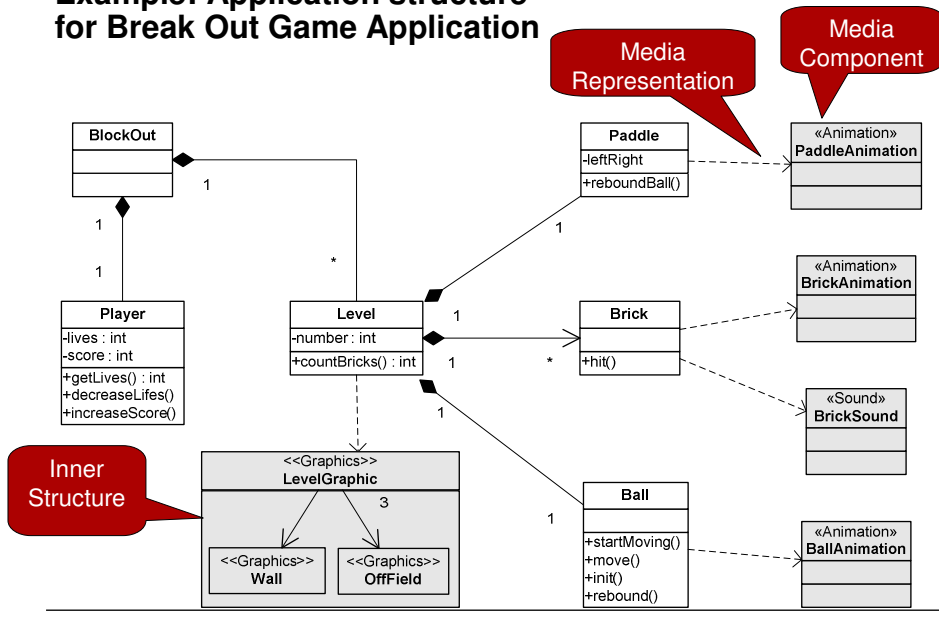 Example: Application structure
for Break Out Game Application
Media
Representation
Media
Component
BlockOut
1
*
1
1
Player
-lives : int
-score : int
+getLives() : int
+decreaseLifes()
+increaseScore()
Level
-number : int
+countBricks() : int
1
1
Paddle
-leftRight
+reboundBall()
«Animation»
PaddleAnimation
1
*
Brick
+hit()
«Animation»
BrickAnimation
«Sound»
BrickSound
1
1
Ball
+startMoving()
+move()
+init()
+rebound()
«Animation»
BallAnimation
Inner
Structure
<<Graphics>>
LevelGraphic
3
<<Graphics>>
Wall
<<Graphics>>
OffField